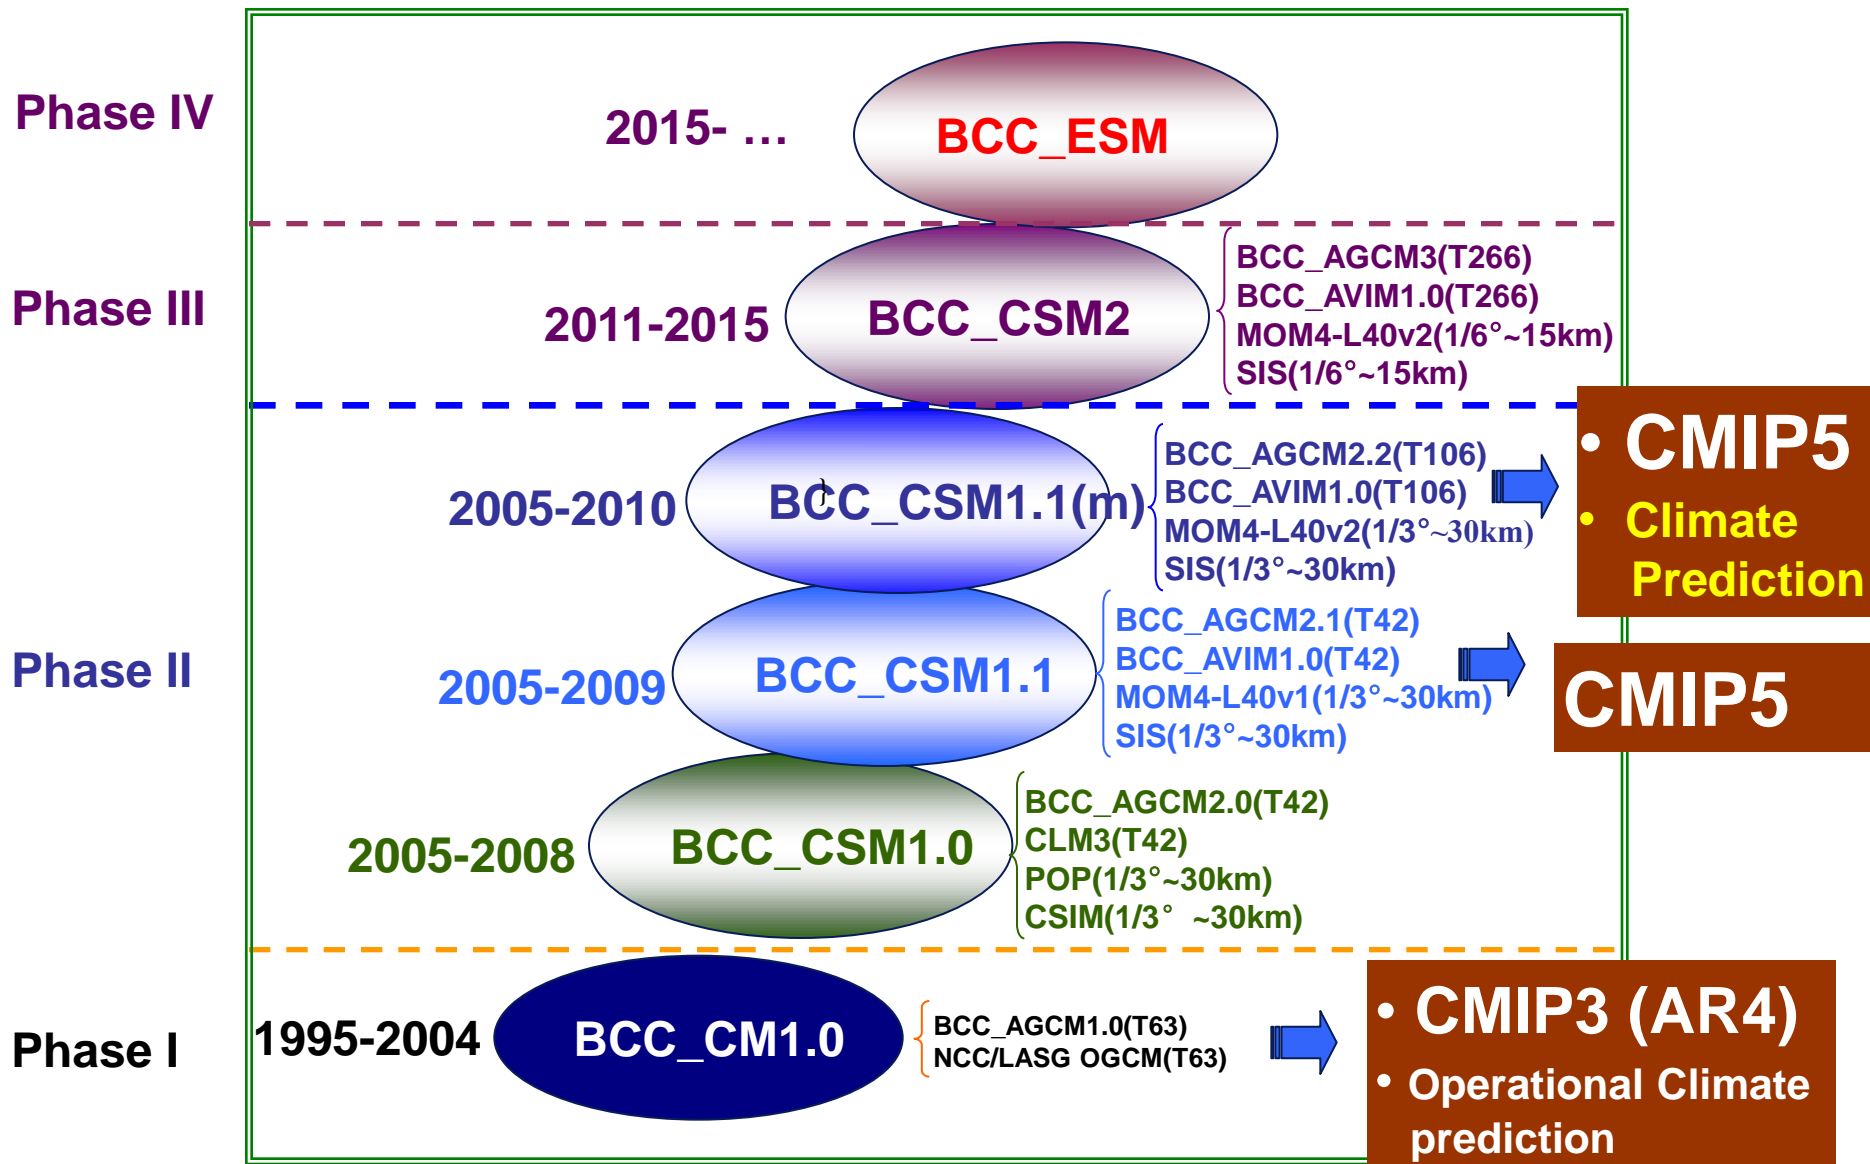 Phase IV
2015- …
BCC_ESM
Phase III
2011-2015
BCC_CSM2
BCC_AGCM3(T266)
BCC_AVIM1.0(T266)
MOM4-L40v2(1/6°~15km)
SIS(1/6°~15km)
2005-2010
BCC_CSM1.1(m)
}
BCC_AGCM2.2(T106)
BCC_AVIM1.0(T106)
MOM4-L40v2(1/3°~30km)
SIS(1/3°~30km)
• CMIP5
• Climate
Prediction
Phase II
2005-2009
BCC_CSM1.1
BCC_AGCM2.1(T42)
BCC_AVIM1.0(T42)
MOM4-L40v1(1/3°~30km)
SIS(1/3°~30km)
CMIP5
2005-2008
BCC_CSM1.0
BCC_AGCM2.0(T42)
CLM3(T42)
POP(1/3°~30km)
CSIM(1/3° ~30km)
Phase I
1995-2004
BCC_CM1.0
BCC_AGCM1.0(T63)
NCC/LASG OGCM(T63)
• CMIP3 (AR4)
• Operational Climate
prediction